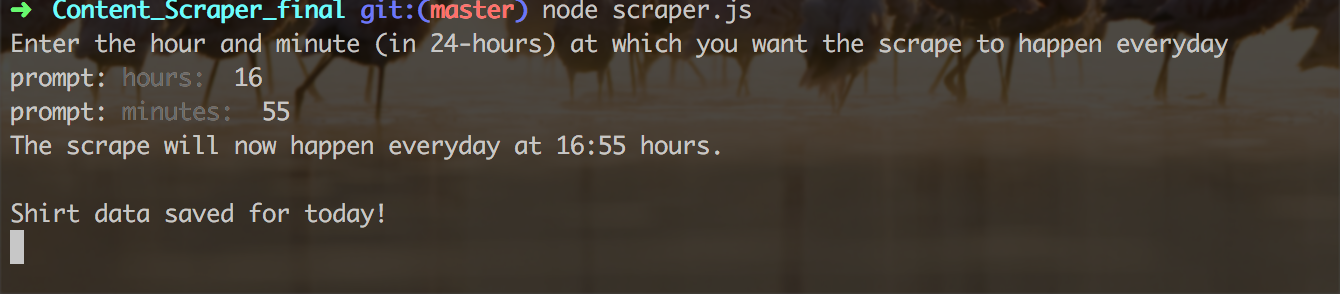 ➜ Content_Scraper_final git:(master) node scraper.js
Enter the hour and minute (in 24-hours) at which you want the scrape to happen everyday
prompt: hours: 16
prompt: minutes: 55
The scrape will now happen everyday at 16:55 hours.
Shirt data saved for today!